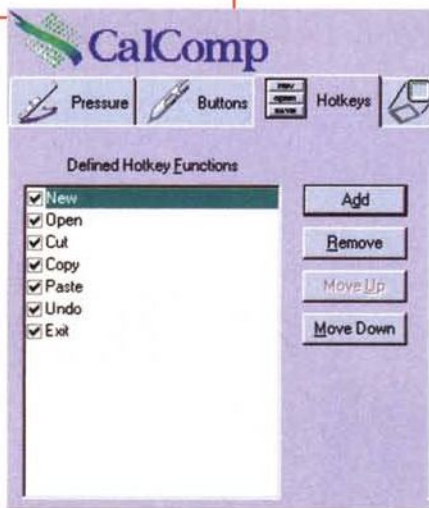 CalComp
Pressure
Buttons
Hotkeys
Defined Hotkey Functions
New
Open
Cut
Copy
Paste
Undo
Exit
Add
Remove
Move Up
Move Down